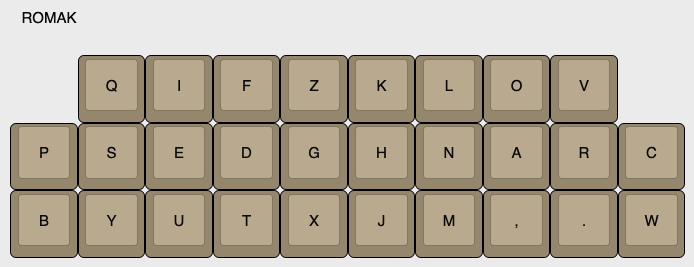 ROMAK
Q I F Z K L O V
P S E D G H N A R C
B Y U T X J M , . W